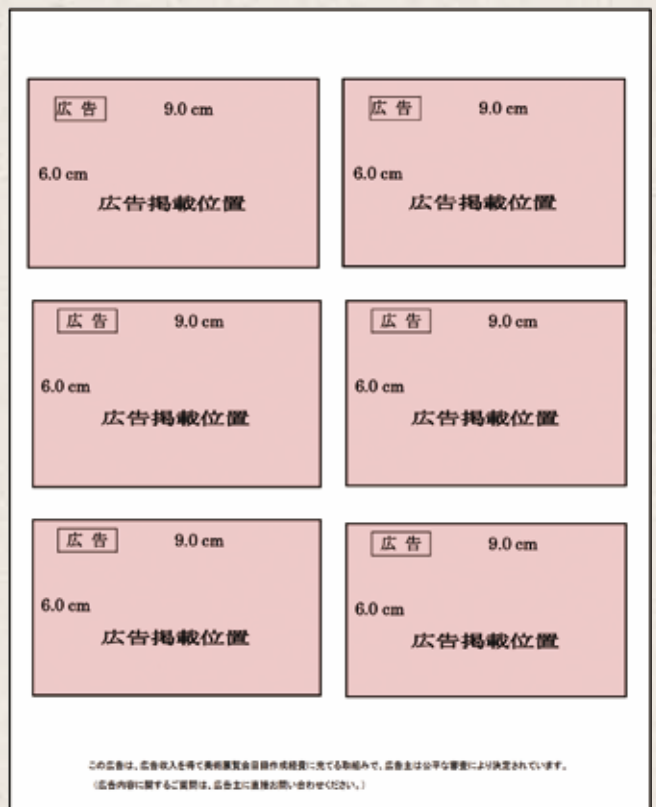 広 告 9.0 cm
6.0 cm
広告掲載位置
広 告 9.0 cm
6.0 cm
広告掲載位置
広 告 9.0 cm
6.0 cm
広告掲載位置
広 告 9.0 cm
6.0 cm
広告掲載位置
広 告 9.0 cm
6.0 cm
広告掲載位置
広 告 9.0 cm
6.0 cm
広告掲載位置
この広告は、広告収入を得て美術展覧会目録作成経費に充てる取組みで、広告主は公平な審査により決定されています。
（広告内容に関するご質問は、広告主に直接お問い合わせください。）